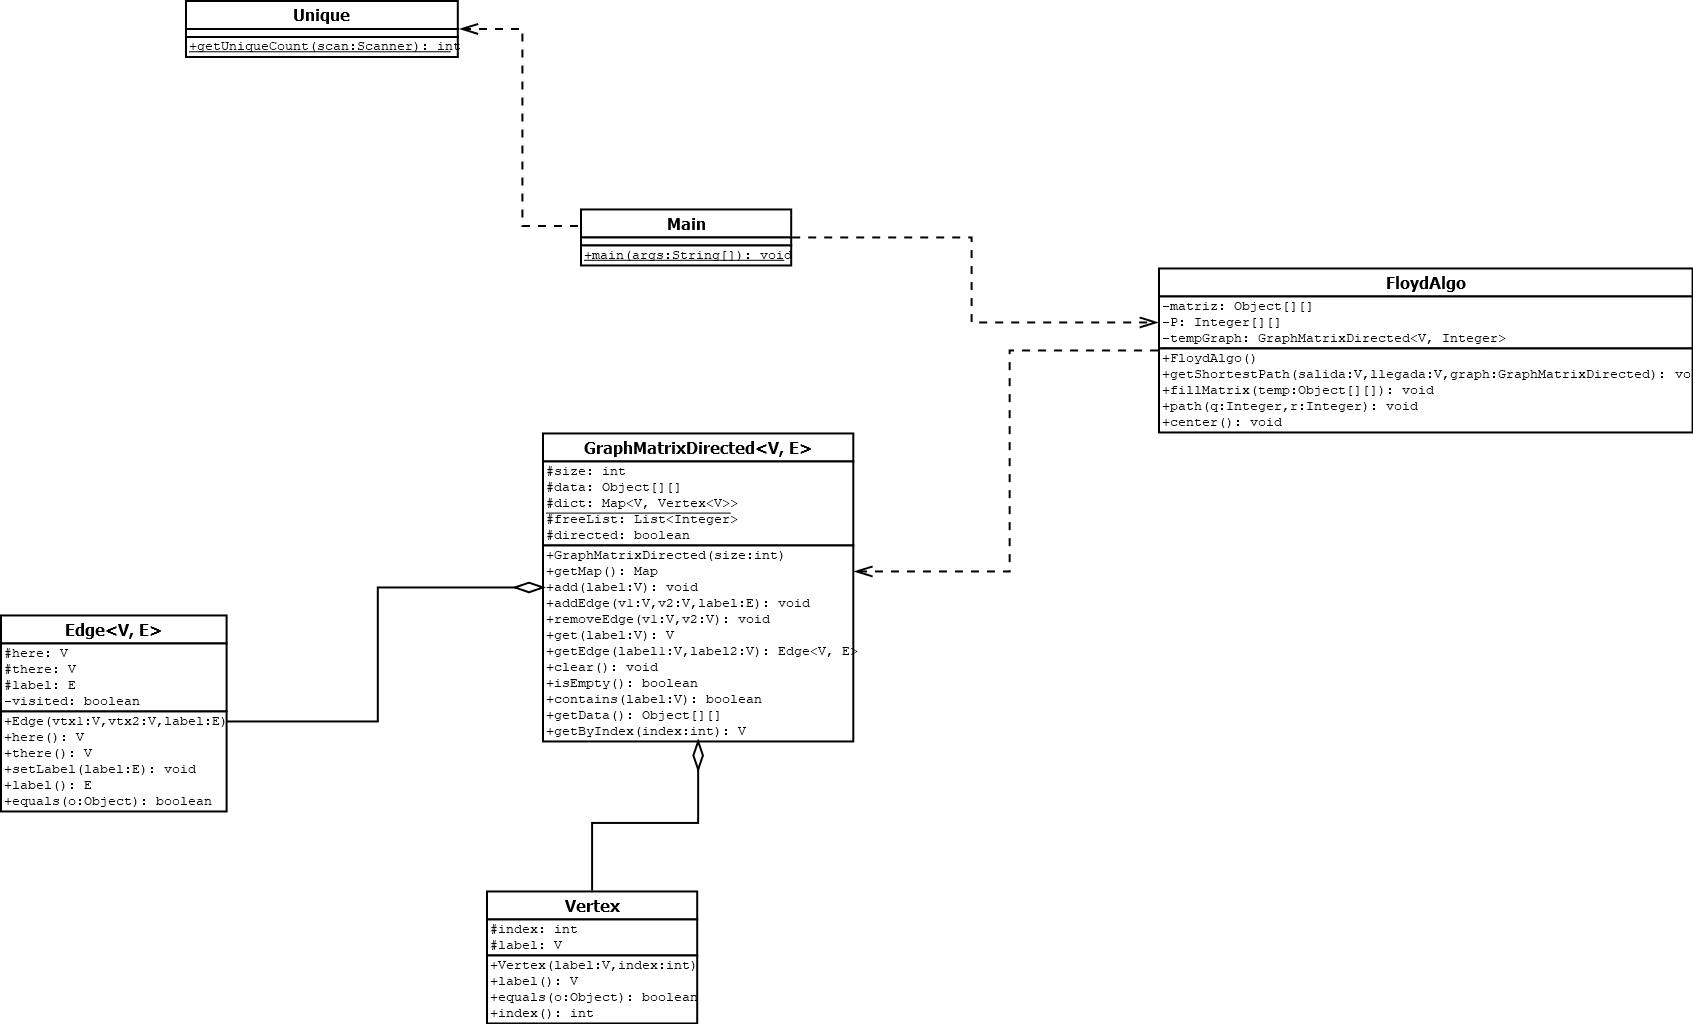 Unique
+getUniqueCount(scan:Scanner): int
Main
+main(args:String[]): void
FloydAlgo
-matriz: Object[][]
-P: Integer[][]
-tempGraph: GraphMatrixDirected<V, Integer>
+FloydAlgo()
+getShortestPath(salida:V,llegada:V,graph:GraphMatrixDirected): vo
+fillMatrix(temp:Object[][]): void
+path(q:Integer,r:Integer): void
+center(): void
GraphMatrixDirected<V, E>
#size: int
#data: Object[][]
#dict: Map<V, Vertex<V>>
#freeList: List<Integer>
#directed: boolean
+GraphMatrixDirected(size:int)
+getMap(): Map
+add(label:V): void
+addEdge(v1:V,v2:V,label:E): void
+removeEdge(v1:V,v2:V): void
+get(label:V): V
+getEdge(label1:V,label2:V): Edge<V, E>
+clear(): void
+isEmpty(): boolean
+contains(label:V): boolean
+getData(): Object[][]
+getByIndex(index:int): V
Edge<V, E>
#here: V
#there: V
#label: E
-visited: boolean
+Edge(vtx1:V,vtx2:V,label:E)
+here(): V
+there(): V
+setLabel(label:E): void
+label(): E
+equals(o:Object): boolean
Vertex
#index: int
#label: V
+Vertex(label:V,index:int)
+label(): V
+equals(o:Object): boolean
+index(): int